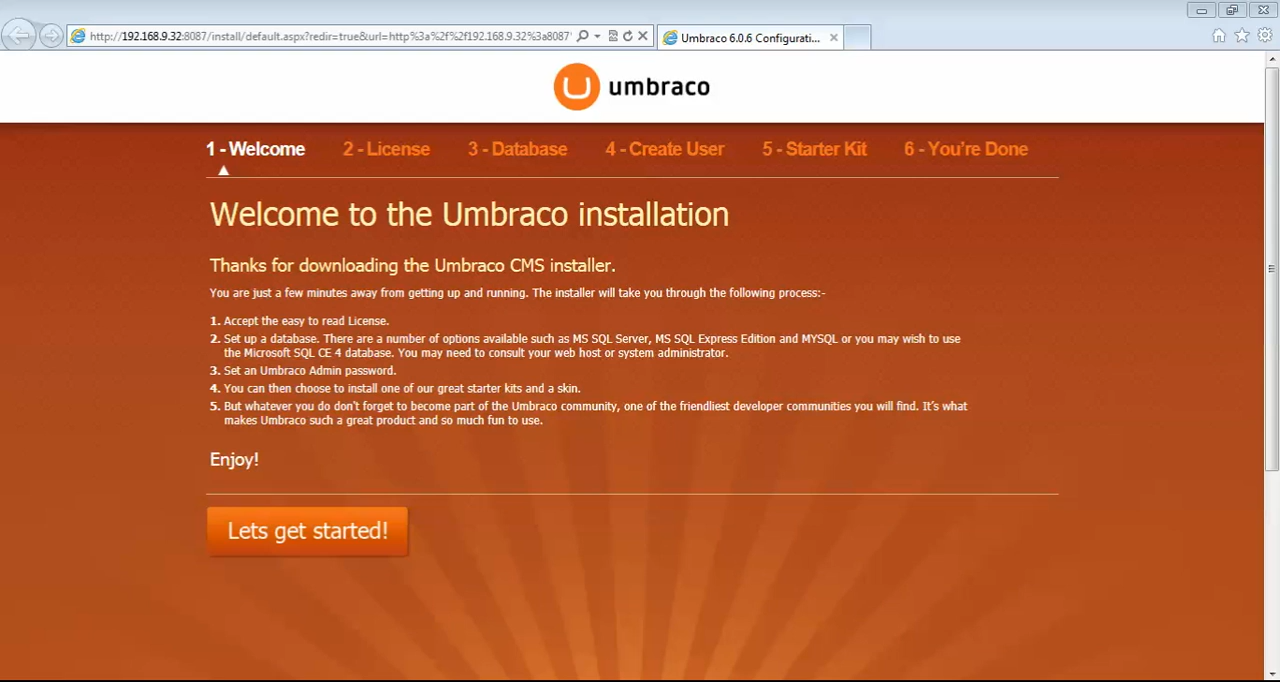 http://192.168.9.32:8087/install/default.aspx?redir=true&url=http%3a%2f%2f192.168.9.32%3a8087
Umbraco 6.0.6 Configurati...
umbraco
1 - Welcome
2 - License
3 - Database
4 - Create User
5 - Starter Kit
6 - You're Done
Welcome to the Umbraco installation
Thanks for downloading the Umbraco CMS installer.
You are just a few minutes away from getting up and running. The installer will take you through the following process:-
1. Accept the easy to read License.
2. Set up a database. There are a number of options available such as MS SQL Server, MS SQL Express Edition and MYSQL or you may wish to use
the Microsoft SQL CE 4 database. You may need to consult your web host or system administrator.
3. Set an Umbraco Admin password.
4. You can then choose to install one of our great starter kits and a skin.
5. But whatever you do don't forget to become part of the Umbraco community, one of the friendliest developer communities you will find. It's what
makes Umbraco such a great product and so much fun to use.
Enjoy!
Lets get started!